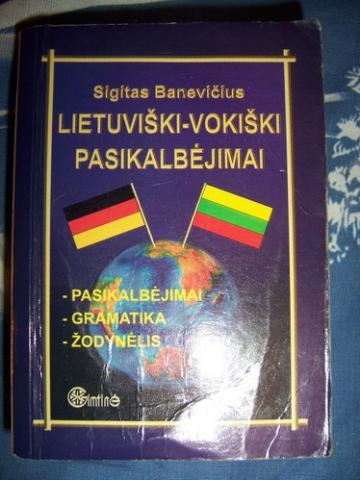 Sigitas Banevičius
LIETUVIŠKI-VOKIŠKI
PASIKALBĖJIMAI
- PASIKALBĖJIMAI
- GRAMATIKA
- ŽODYNĖLIS
Gimtinė